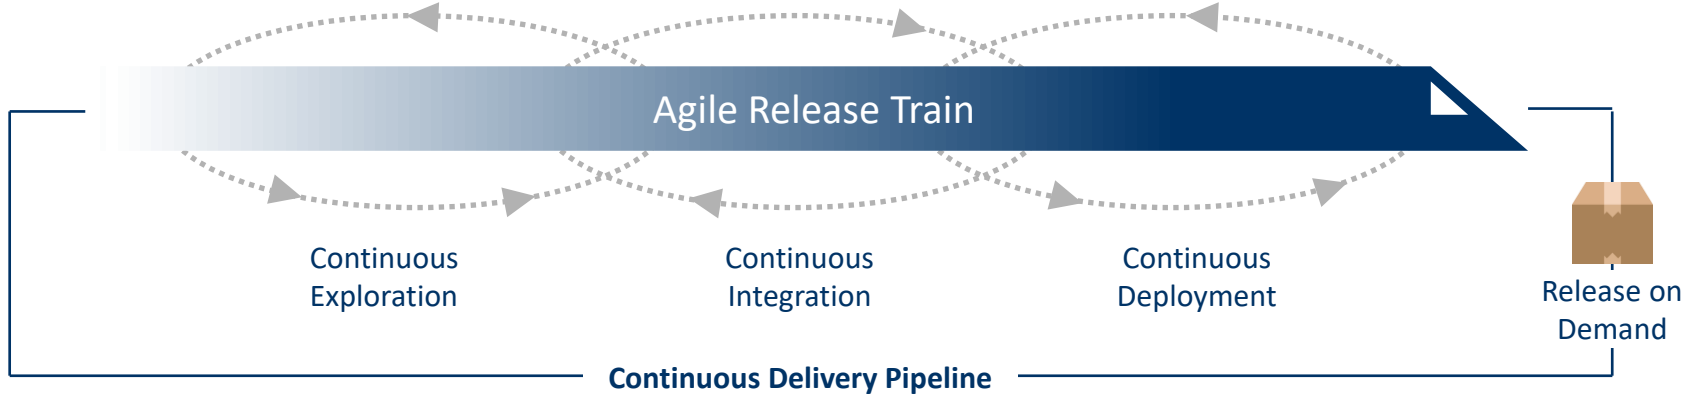 Agile Release Train
Continuous
Exploration
Continuous
Integration
Continuous
Deployment
Release on
Demand
Continuous Delivery Pipeline